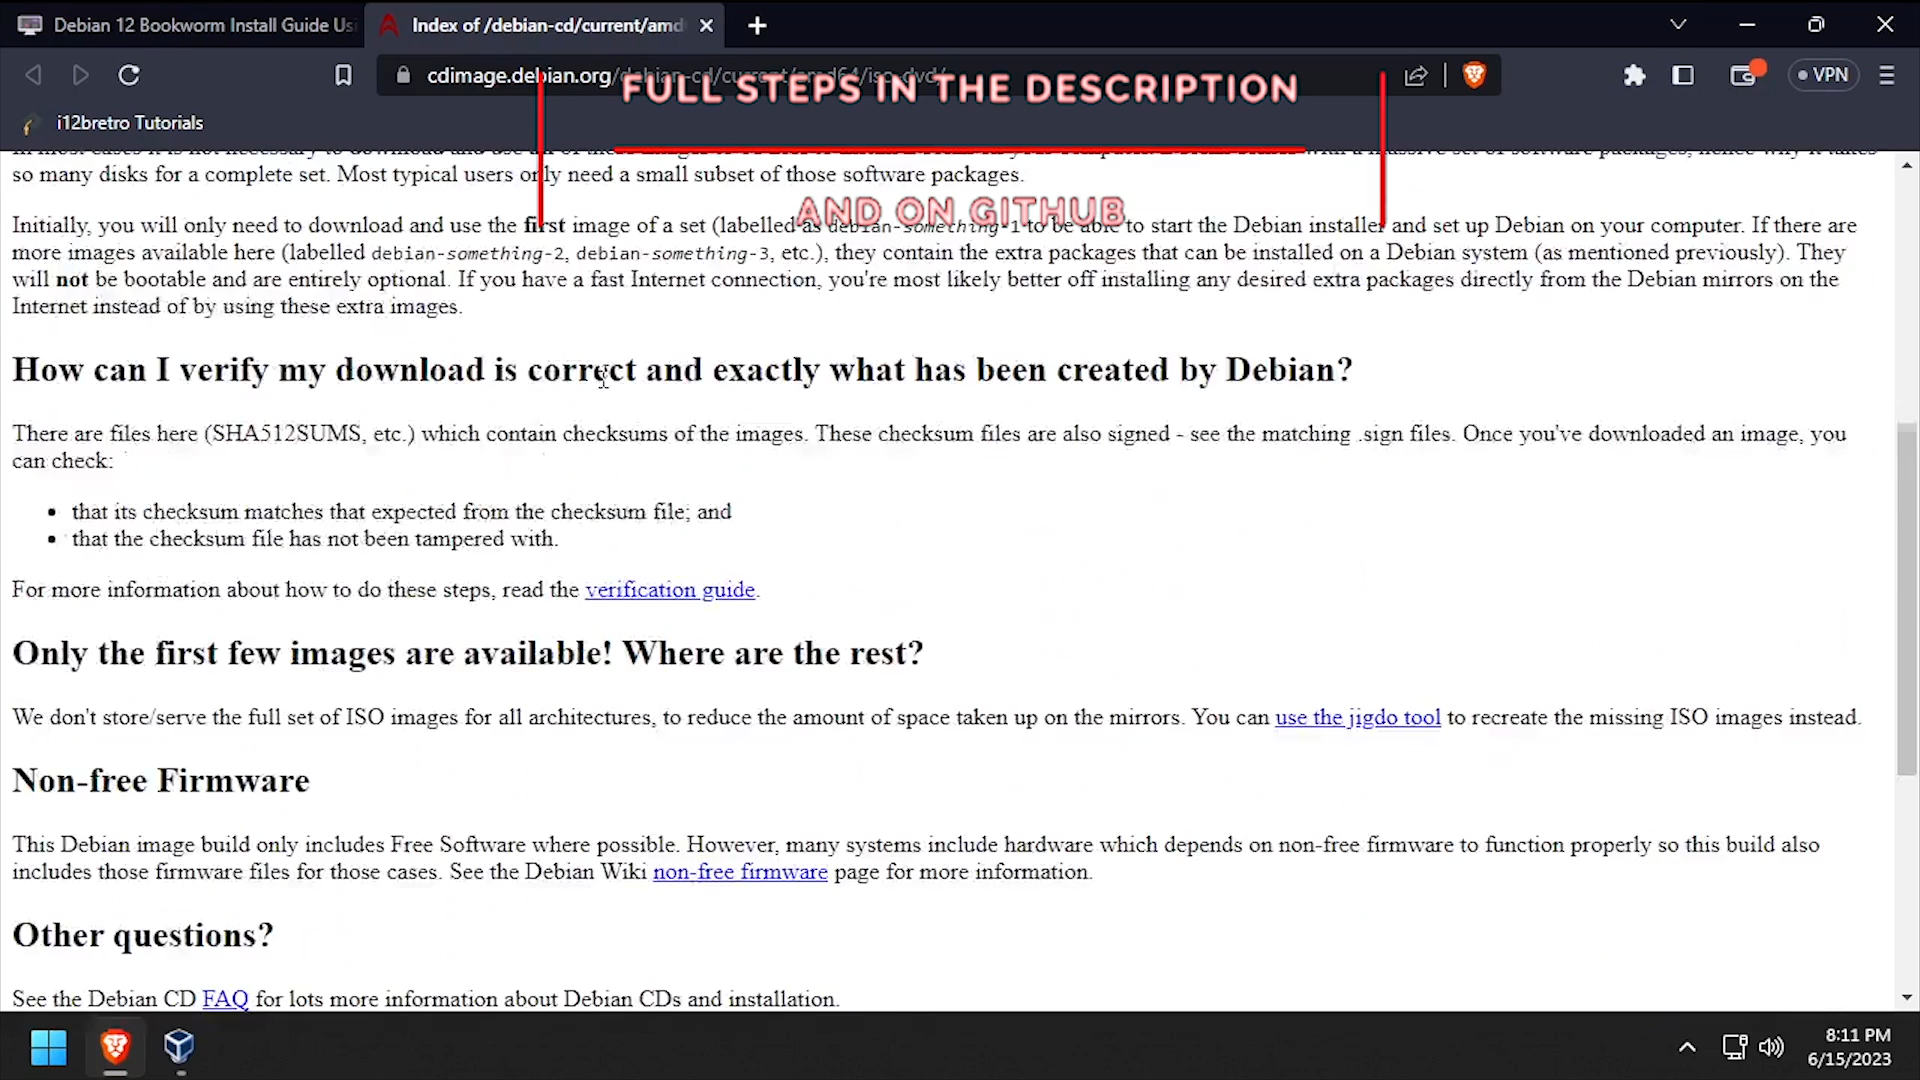 Debian 12 Bookworm Install Guide Us
Index of /debian-cd/current/amd
cdimage.debian.org/debian-cd/current/amd64/iso-dvd/
VPN
FULL STEPS IN THE DESCRIPTION
i12bretro Tutorials
AND ON GITHUB
so many disks for a complete set. Most typical users only need a small subset of those software packages.
Initially, you will only need to download and use the first image of a set (labelled as debian-something-1 to be able to start the Debian installer and set up Debian on your computer. If there are
more images available here (labelled debian-something-2, debian-something-3, etc.), they contain the extra packages that can be installed on a Debian system (as mentioned previously). They
will not be bootable and are entirely optional. If you have a fast Internet connection, you're most likely better off installing any desired extra packages directly from the Debian mirrors on the
Internet instead of by using these extra images.
How can I verify my download is correct and exactly what has been created by Debian?
There are files here (SHA512SUMS, etc.) which contain checksums of the images. These checksum files are also signed - see the matching .sign files. Once you've downloaded an image, you
can check:
• that its checksum matches that expected from the checksum file; and
• that the checksum file has not been tampered with.
For more information about how to do these steps, read the verification guide.
Only the first few images are available! Where are the rest?
We don't store/serve the full set of ISO images for all architectures, to reduce the amount of space taken up on the mirrors. You can use the jigdo tool to recreate the missing ISO images instead.
Non-free Firmware
This Debian image build only includes Free Software where possible. However, many systems include hardware which depends on non-free firmware to function properly so this build also
includes those firmware files for those cases. See the Debian Wiki non-free firmware page for more information.
Other questions?
See the Debian CD FAQ for lots more information about Debian CDs and installation.
8:11 PM
6/15/2023